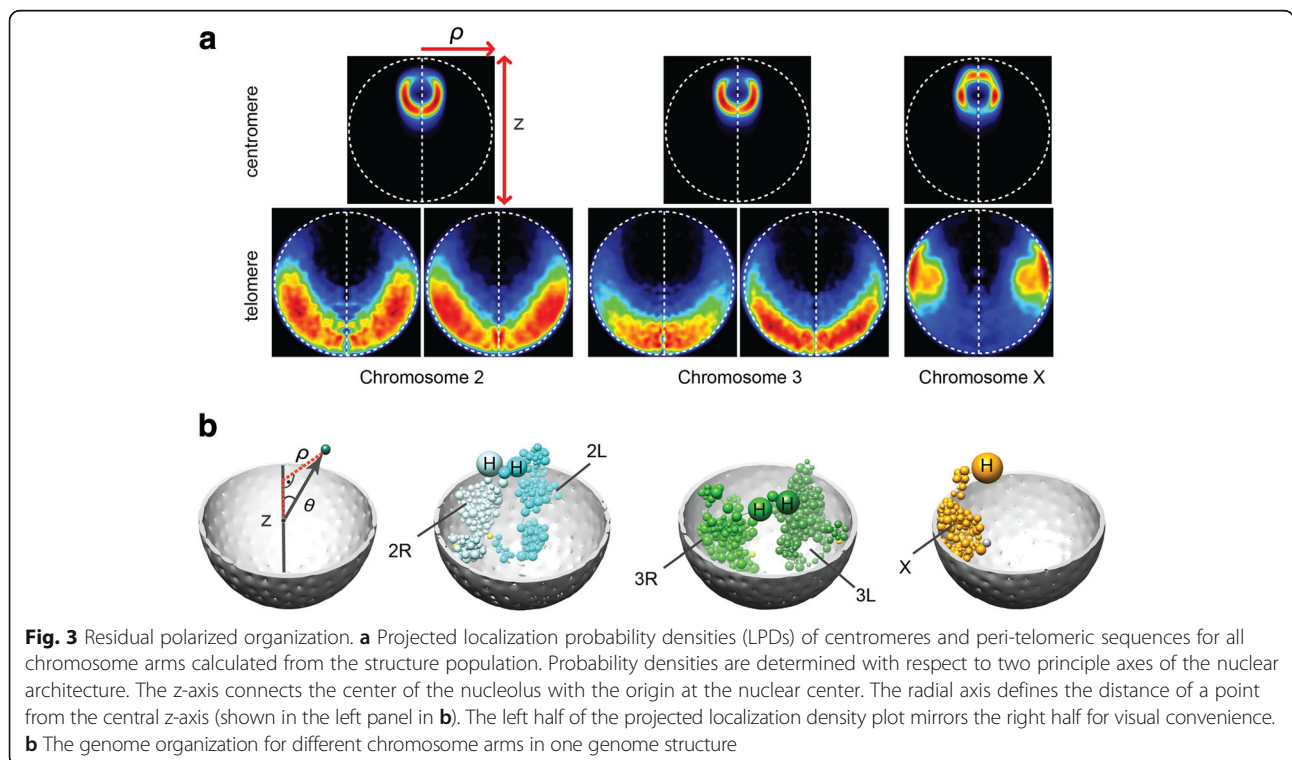 a
ρ
z
centromere
telomere
Chromosome 2
Chromosome 3
Chromosome X
b
ρ
θ
z
H
H
2L
2R
H
H
3R
3L
H
X
Fig. 3 Residual polarized organization. a Projected localization probability densities (LPDs) of centromeres and peri-telomeric sequences for all
chromosome arms calculated from the structure population. Probability densities are determined with respect to two principle axes of the nuclear
architecture. The z-axis connects the center of the nucleolus with the origin at the nuclear center. The radial axis defines the distance of a point
from the central z-axis (shown in the left panel in b). The left half of the projected localization density plot mirrors the right half for visual convenience.
b The genome organization for different chromosome arms in one genome structure